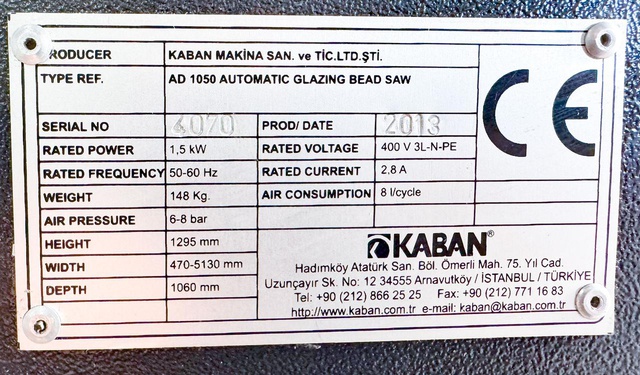 PRODUCER KABAN MAKİNA SAN. ve TİC.LTD.ŞTİ.
TYPE REF. AD 1050 AUTOMATIC GLAZING BEAD SAW
SERIAL NO 4070 PROD/ DATE 2013
RATED POWER 1,5 kW RATED VOLTAGE 400 V 3L-N-PE
RATED FREQUENCY 50-60 Hz RATED CURRENT 2,8 A
WEIGHT 148 Kg. AIR CONSUMPTION 8 l/cycle
AIR PRESSURE 6-8 bar
HEIGHT 1295 mm
WIDTH 470-5130 mm
DEPTH 1060 mm
CE
KABAN®
Hadımköy Atatürk San. Böl. Ömerli Mah. 75. Yıl Cad.
Uzunçayır Sk. No: 12 34555 Arnavutköy / İSTANBUL / TÜRKİYE
Tel: +90 (212) 866 25 25 Fax: +90 (212) 771 16 83
http://www.kaban.com.tr e-mail: kaban@kaban.com.tr